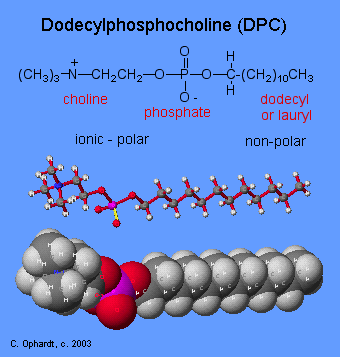 Dodecylphosphocholine (DPC)
+ O H
(CH₃)₃—N—CH₂CH₂—O—P—O—C—(CH₂)₁₀CH₃
O - H
choline
phosphate
dodecyl
or lauryl
ionic - polar
non-polar
C. Ophardt, c. 2003